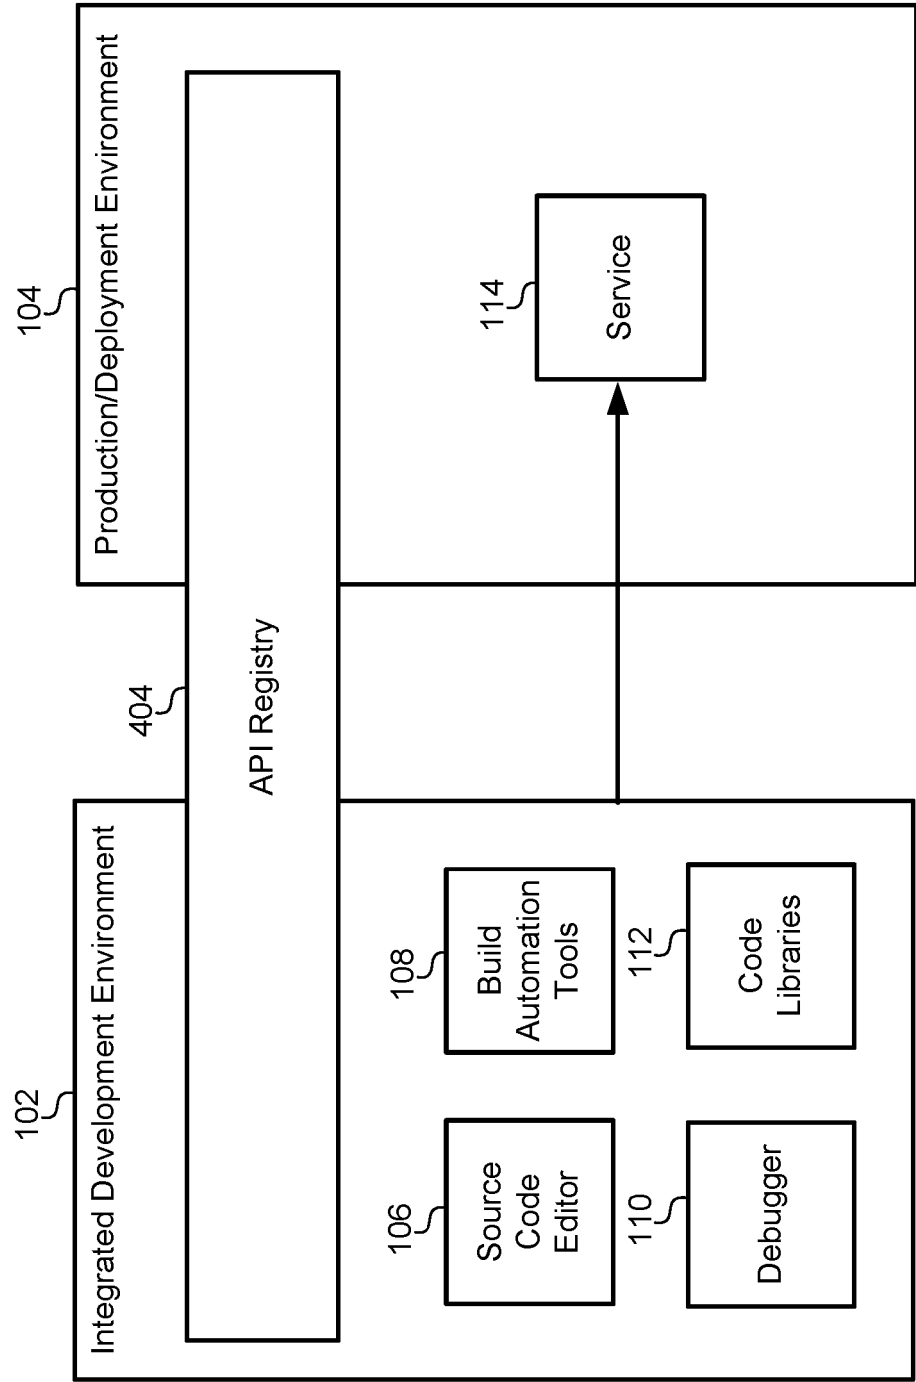 102
Integrated Development Environment
104
Production/Deployment Environment
404
API Registry
106
Source
Code
Editor
108
Build
Automation
Tools
110
Debugger
112
Code
Libraries
114
Service